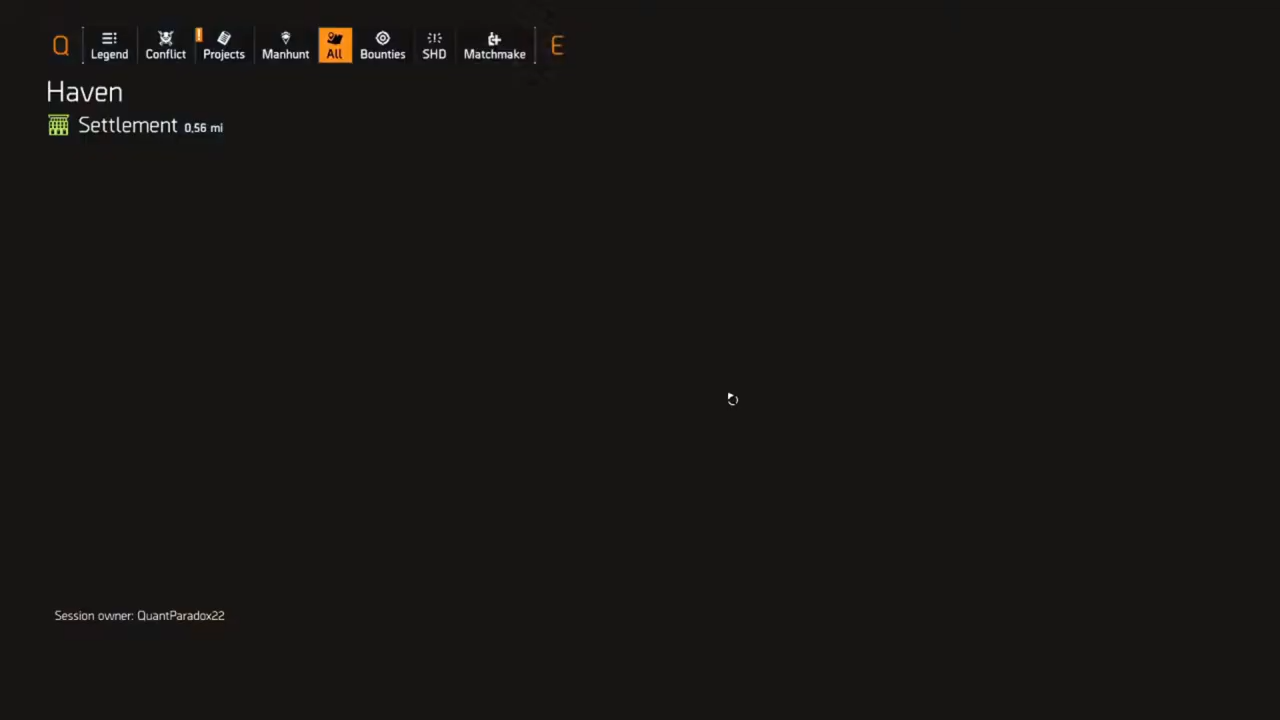 Q Legend Conflict Projects Manhunt All Bounties SHD Matchmake E
Haven
Settlement 0,56 mi
Session owner: QuantParadox22